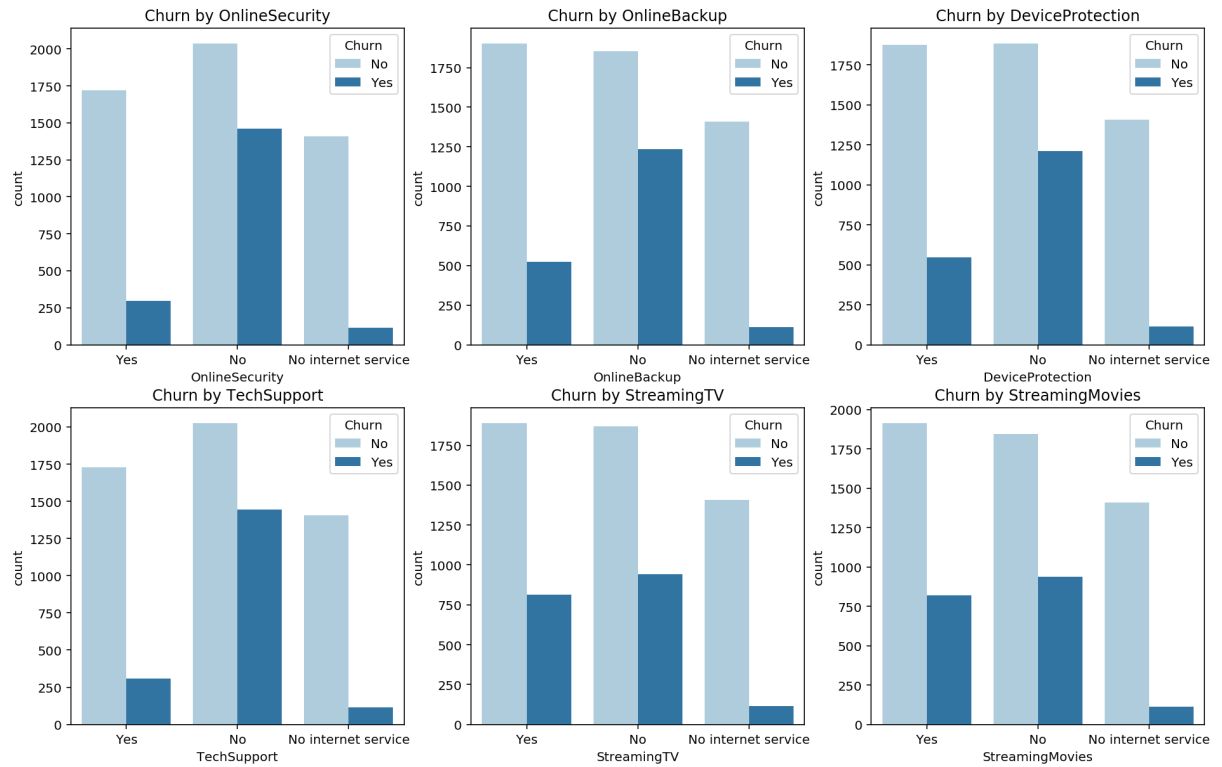 Churn by OnlineSecurity
2000
1750
1500
1250
1000
750
500
250
0
count
Churn
No
Yes
Yes No No internet service
OnlineSecurity
Churn by OnlineBackup
1750
1500
1250
1000
750
500
250
0
count
Churn
No
Yes
Yes No No internet service
OnlineBackup
Churn by DeviceProtection
1750
1500
1250
1000
750
500
250
0
count
Churn
No
Yes
Yes No No internet service
DeviceProtection
Churn by TechSupport
2000
1750
1500
1250
1000
750
500
250
0
count
Churn
No
Yes
Yes No No internet service
TechSupport
Churn by StreamingTV
1750
1500
1250
1000
750
500
250
0
count
Churn
No
Yes
Yes No No internet service
StreamingTV
Churn by StreamingMovies
2000
1750
1500
1250
1000
750
500
250
0
count
Churn
No
Yes
Yes No No internet service
StreamingMovies